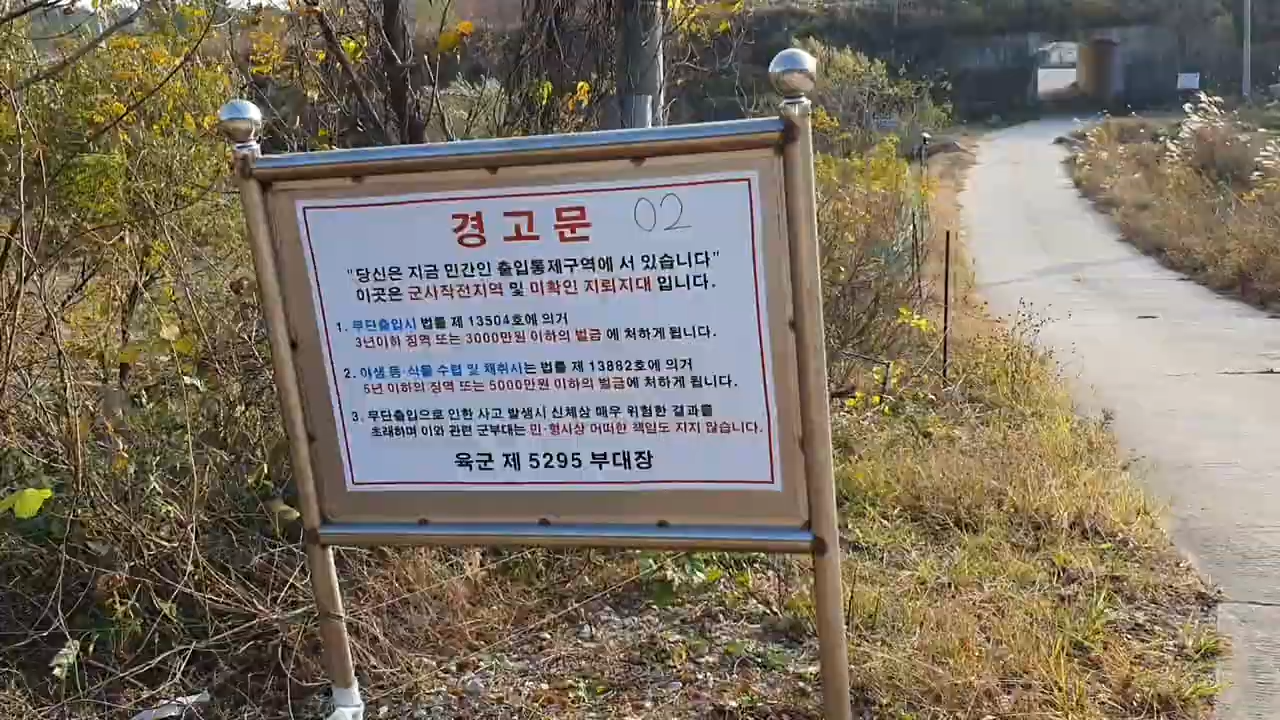 경고문 02
"당신은 지금 민간인 출입통제구역에 서 있습니다"
이곳은 군사작전지역 및 미확인 지뢰지대 입니다.
1. 무단출입시 법률 제 13504호에 의거
3년이하 징역 또는 3000만원 이하의 벌금 에 처하게 됩니다.
2. 야생 동·식물 수렵 및 채취시는 법률 제 13882호에 의거
5년 이하의 징역 또는 5000만원 이하의 벌금에 처하게 됩니다.
3. 무단출입으로 인한 사고 발생시 신체상 매우 위험한 결과를
초래하며 이와 관련 군부대는 민·형사상 어떠한 책임도 지지 않습니다.
육군 제 5295 부대장